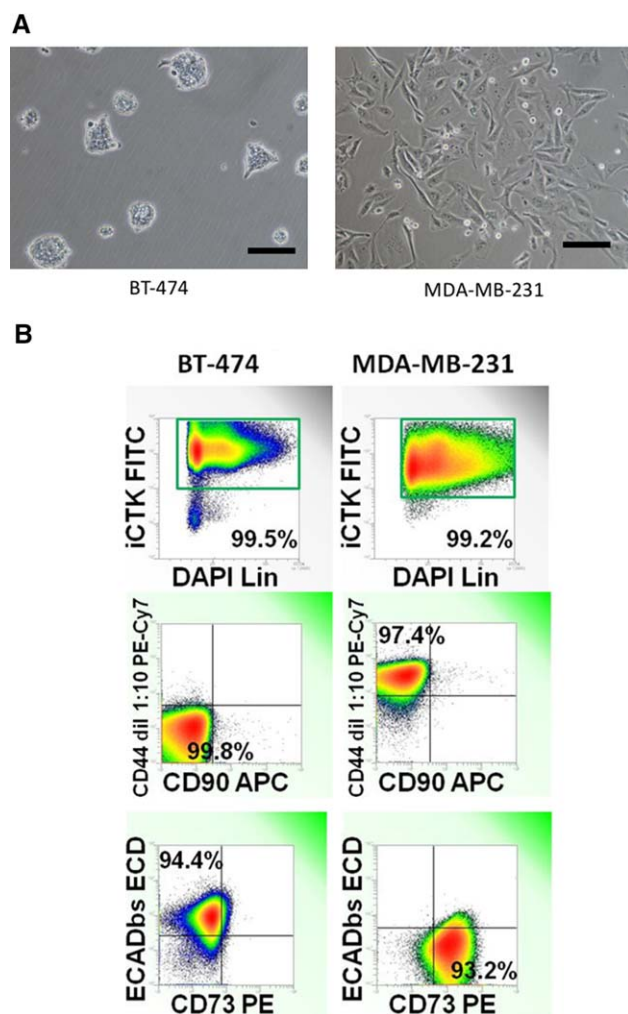 A
BT-474
MDA-MB-231
B
BT-474
MDA-MB-231
iCTK FITC
99.5%
DAPI Lin
iCTK FITC
99.2%
DAPI Lin
CD44 dil 1:10 PE-Cy7
99.8%
CD90 APC
CD44 dil 1:10 PE-Cy7
97.4%
CD90 APC
ECADbs ECD
94.4%
CD73 PE
ECADbs ECD
93.2%
CD73 PE